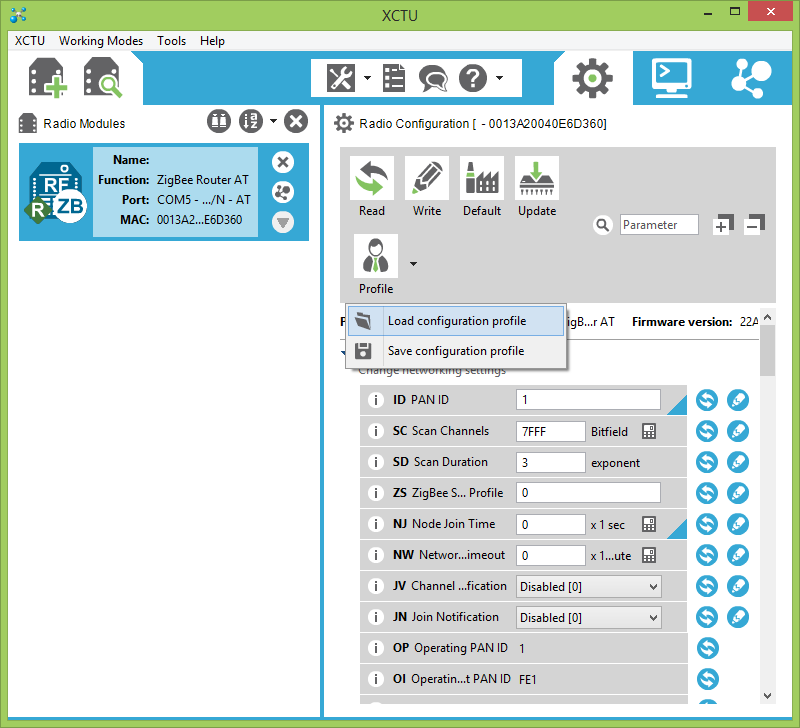 XCTU
XCTU Working Modes Tools Help
Radio Modules
Radio Configuration [ - 0013A20040E6D360]
RF
R
ZB
Name:
Function: ZigBee Router AT
Port: COM5 - .../N - AT
MAC: 0013A2...E6D360
Read Write Default Update
Parameter
Profile
Load configuration profile
Save configuration profile
igB...r AT Firmware version: 22A
Change networking settings
i ID PAN ID 1
i SC Scan Channels 7FFF Bitfield
i SD Scan Duration 3 exponent
i ZS ZigBee S... Profile 0
i NJ Node Join Time 0 x 1 sec
i NW Networ...imeout 0 x 1...ute
i JV Channel ...fication Disabled [0]
i JN Join Notification Disabled [0]
i OP Operating PAN ID 1
i OI Operatin...t PAN ID FE1